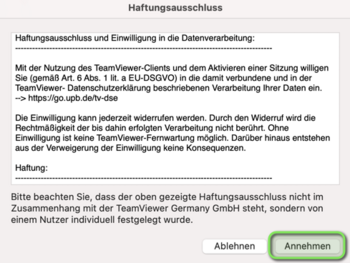 Haftungsausschluss
Haftungsausschluss und Einwilligung in die Datenverarbeitung:
------------------------------------------------------------------------
Mit der Nutzung des TeamViewer-Clients und dem Aktivieren einer Sitzung willigen
Sie (gemäß Art. 6 Abs. 1 lit. a EU-DSGVO) in die damit verbundene und in der
TeamViewer- Datenschutzerklärung beschriebenen Verarbeitung Ihrer Daten ein.
--> https://go.upb.de/tv-dse
Die Einwilligung kann jederzeit widerrufen werden. Durch den Widerruf wird die
Rechtmäßigkeit der bis dahin erfolgten Verarbeitung nicht berührt. Ohne
Einwilligung ist keine TeamViewer-Fernwartung möglich. Darüber hinaus entstehen
aus der Verweigerung der Einwilligung keine Konsequenzen.
Haftung:
------------------------------------------------------------------------
Bitte beachten Sie, dass der oben gezeigte Haftungsausschluss nicht im
Zusammenhang mit der TeamViewer Germany GmbH steht, sondern von
einem Nutzer individuell festgelegt wurde.
Ablehnen
Annehmen